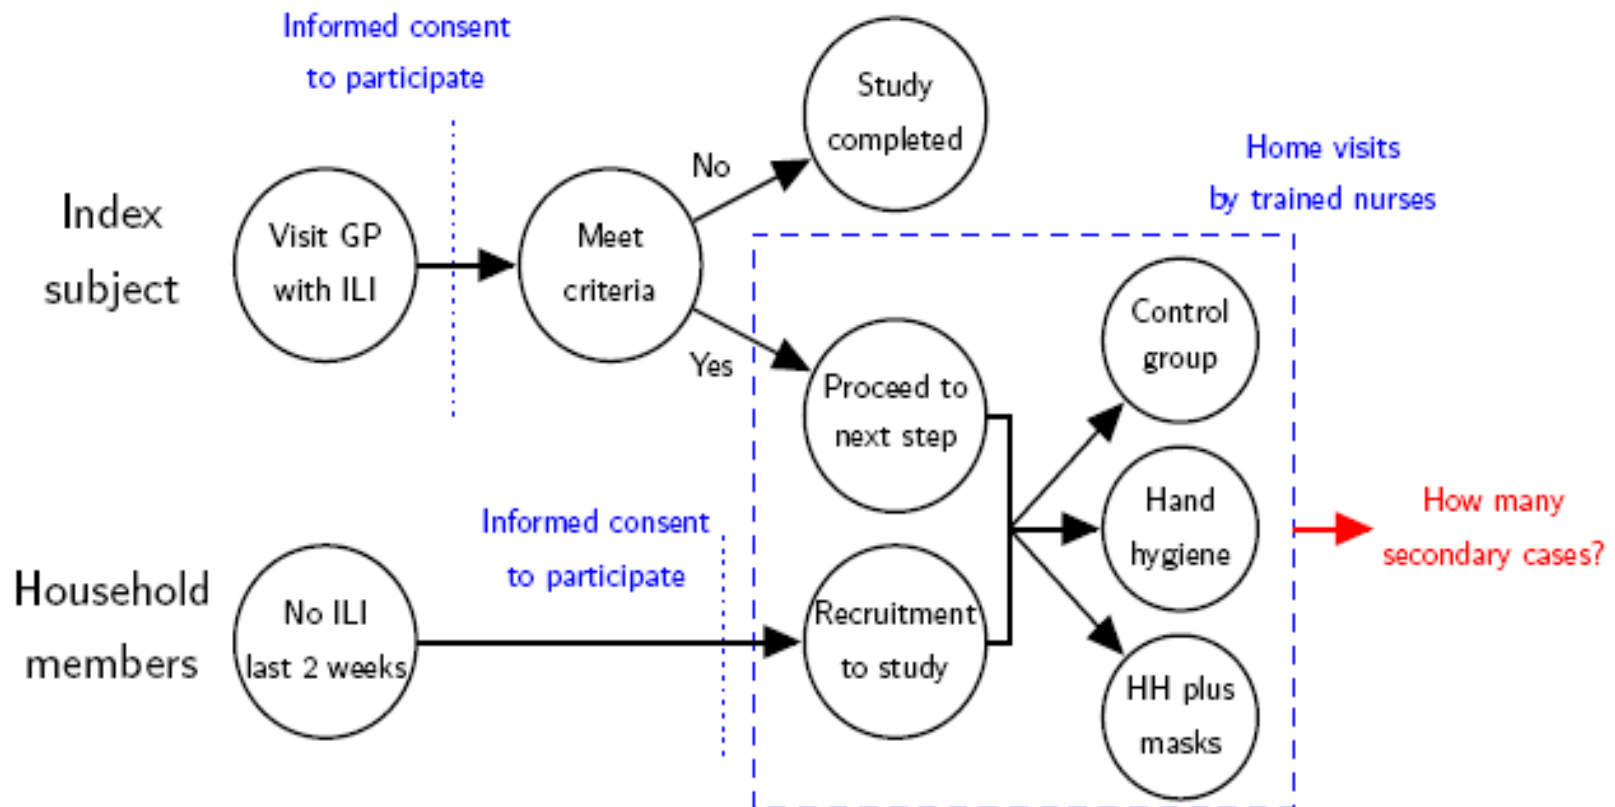 Informed consent
to participate
Study
completed
Home visits
by trained nurses
No
Index
subject
Visit GP
with ILI
Meet
criteria
Yes
Control
group
Proceed to
next step
Hand
hygiene
How many
secondary cases?
Informed consent
to participate
Household
members
No ILI
last 2 weeks
Recruitment
to study
HH plus
masks